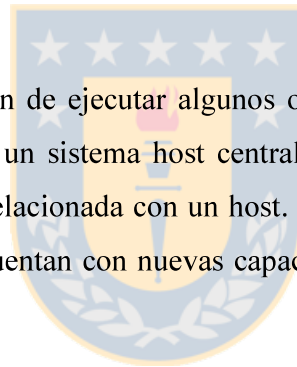 n de ejecutar algunos o
un sistema host central
elacionada con un host.
uentan con nuevas capac